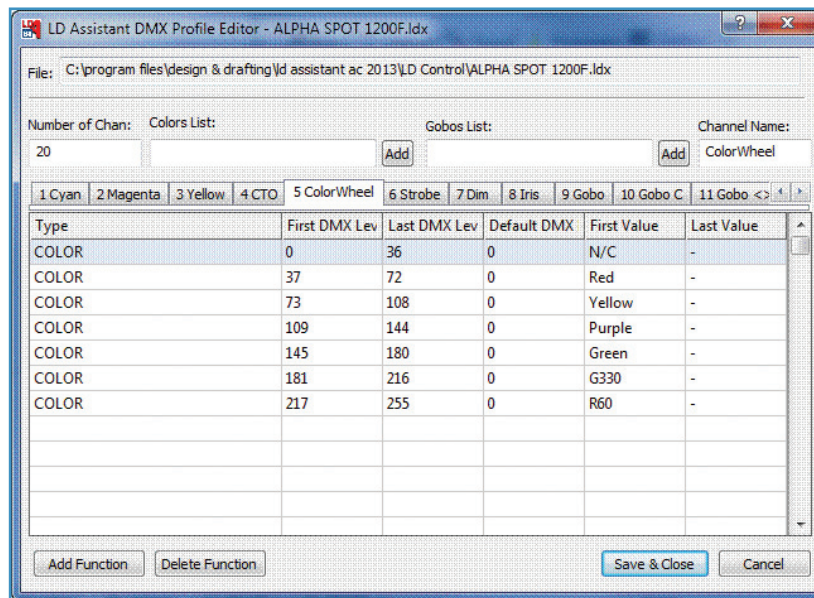 LD Assistant DMX Profile Editor - ALPHA SPOT 1200F.ldx
File: C:\program files\design & drafting\ld assistant ac 2013\LD Control\ALPHA SPOT 1200F.ldx
Number of Chan: Colors List: Gobos List: Channel Name:
20 Add Add ColorWheel
1 Cyan 2 Magenta 3 Yellow 4 CTO 5 ColorWheel 6 Strobe 7 Dim 8 Iris 9 Gobo 10 Gobo C 11 Gobo <>
Type First DMX Lev Last DMX Lev Default DMX First Value Last Value
COLOR 0 36 0 N/C -
COLOR 37 72 0 Red -
COLOR 73 108 0 Yellow -
COLOR 109 144 0 Purple -
COLOR 145 180 0 Green -
COLOR 181 216 0 G330 -
COLOR 217 255 0 R60 -
Add Function Delete Function Save & Close Cancel